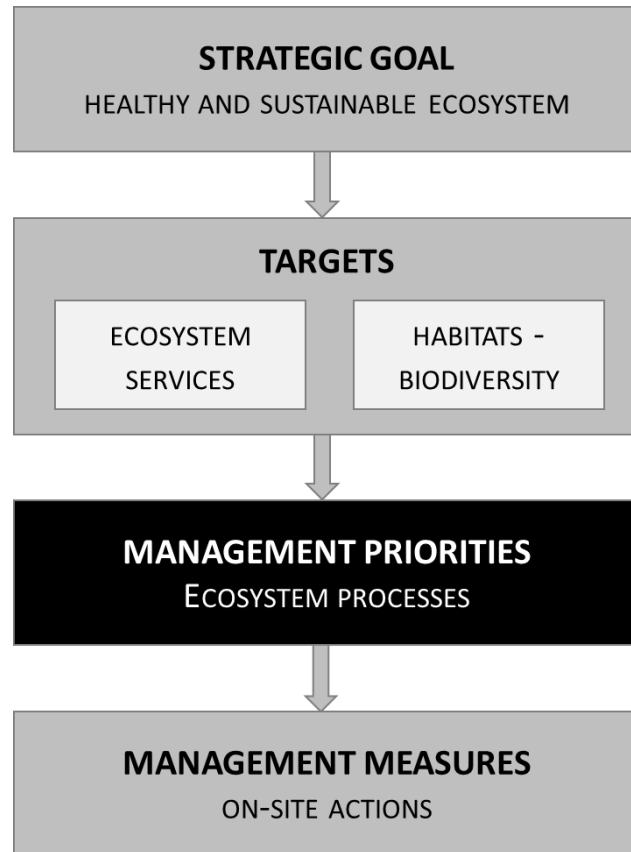 STRATEGIC GOAL
HEALTHY AND SUSTAINABLE ECOSYSTEM
TARGETS
ECOSYSTEM
SERVICES
HABITATS -
BIODIVERSITY
MANAGEMENT PRIORITIES
ECOSYSTEM PROCESSES
MANAGEMENT MEASURES
ON-SITE ACTIONS